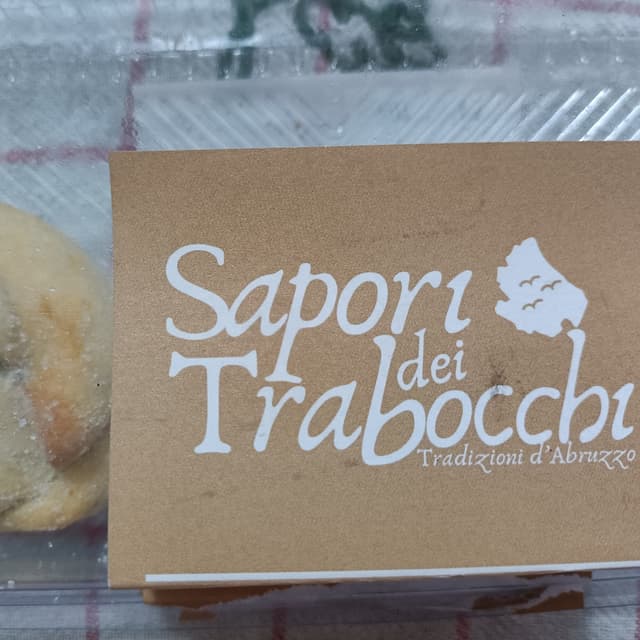 Sapori
dei
Trabocchi
Tradizioni d'Abruzzo